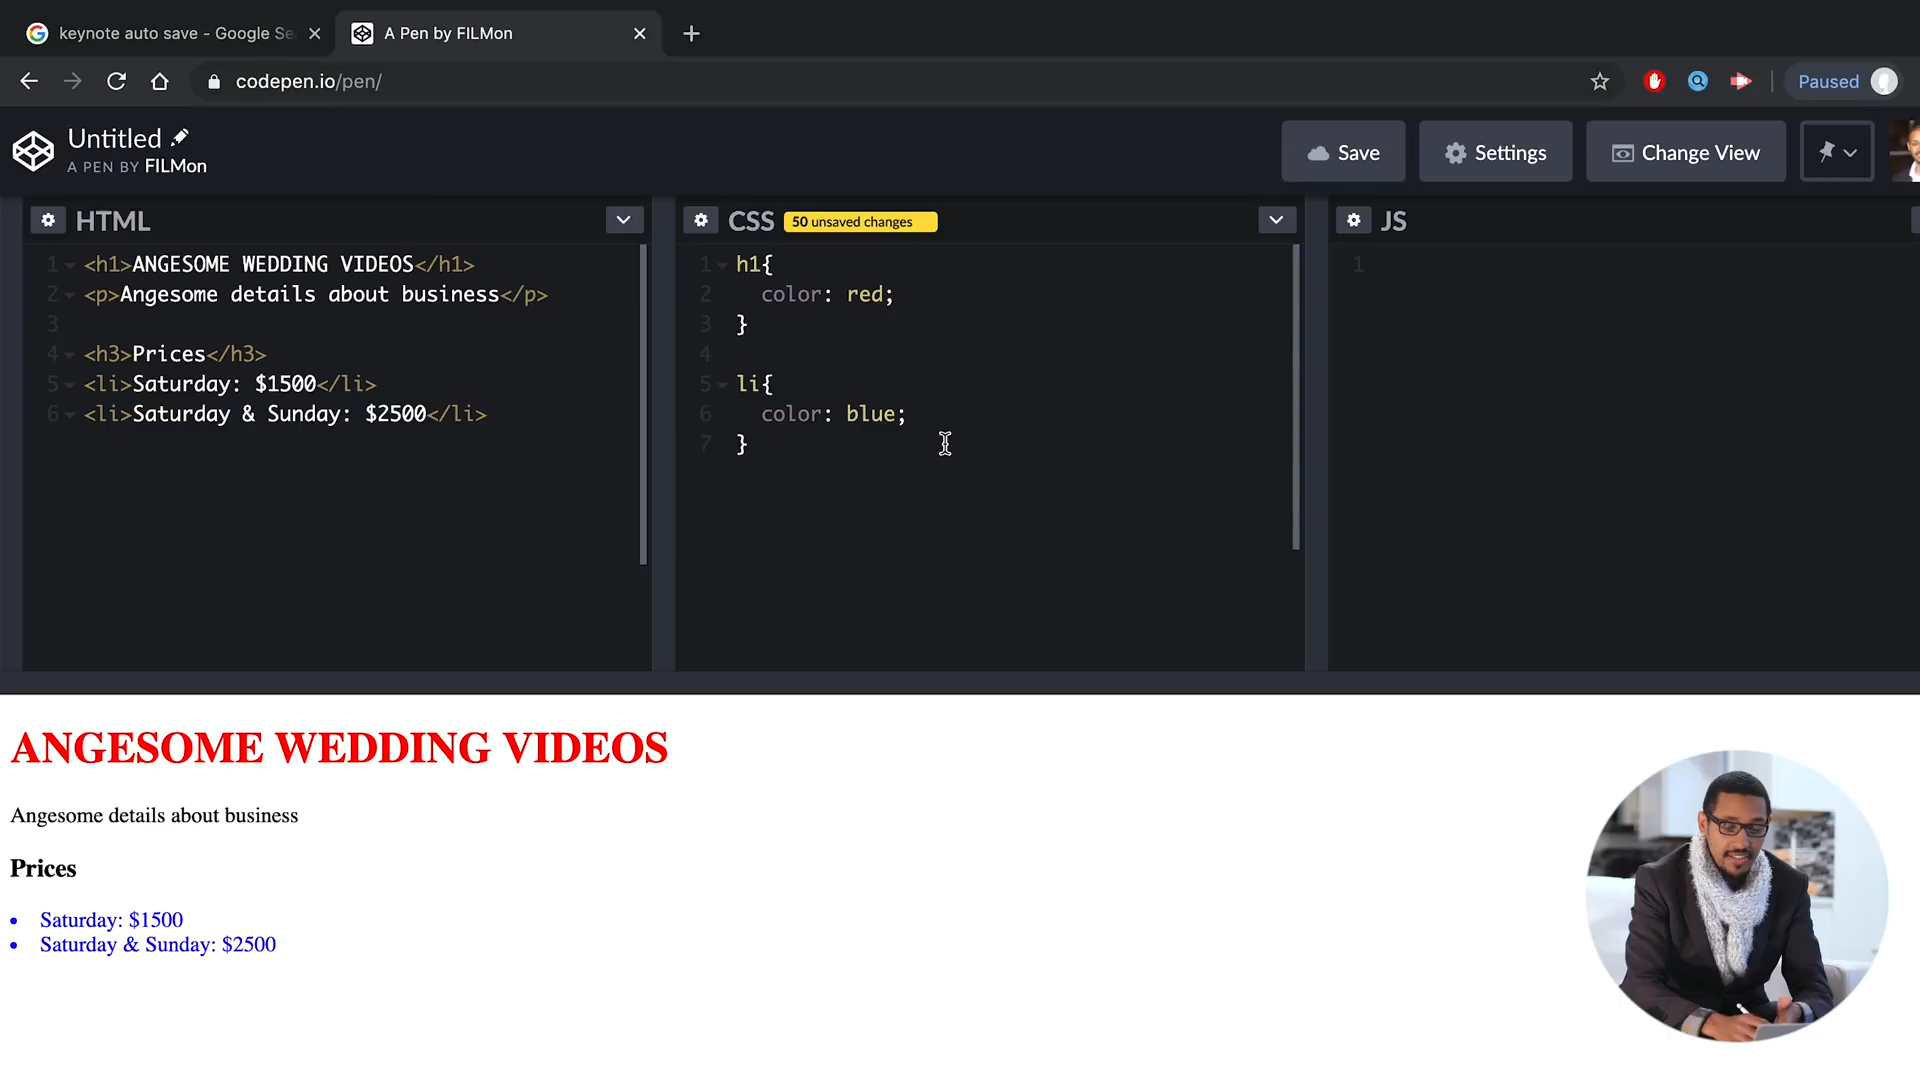 keynote auto save - Google Se
A Pen by FILMon
codepen.io/pen/
Paused
Untitled
A PEN BY FILMon
Save
Settings
Change View
HTML
1 <h1>ANGESOME WEDDING VIDEOS</h1>
2 <p>Angesome details about business</p>
3
4 <h3>Prices</h3>
5 <li>Saturday: $1500</li>
6 <li>Saturday & Sunday: $2500</li>
CSS 50 unsaved changes
1 h1{
2 color: red;
3 }
4
5 li{
6 color: blue;
7 }
JS
1
ANGESOME WEDDING VIDEOS
Angesome details about business
Prices
• Saturday: $1500
• Saturday & Sunday: $2500